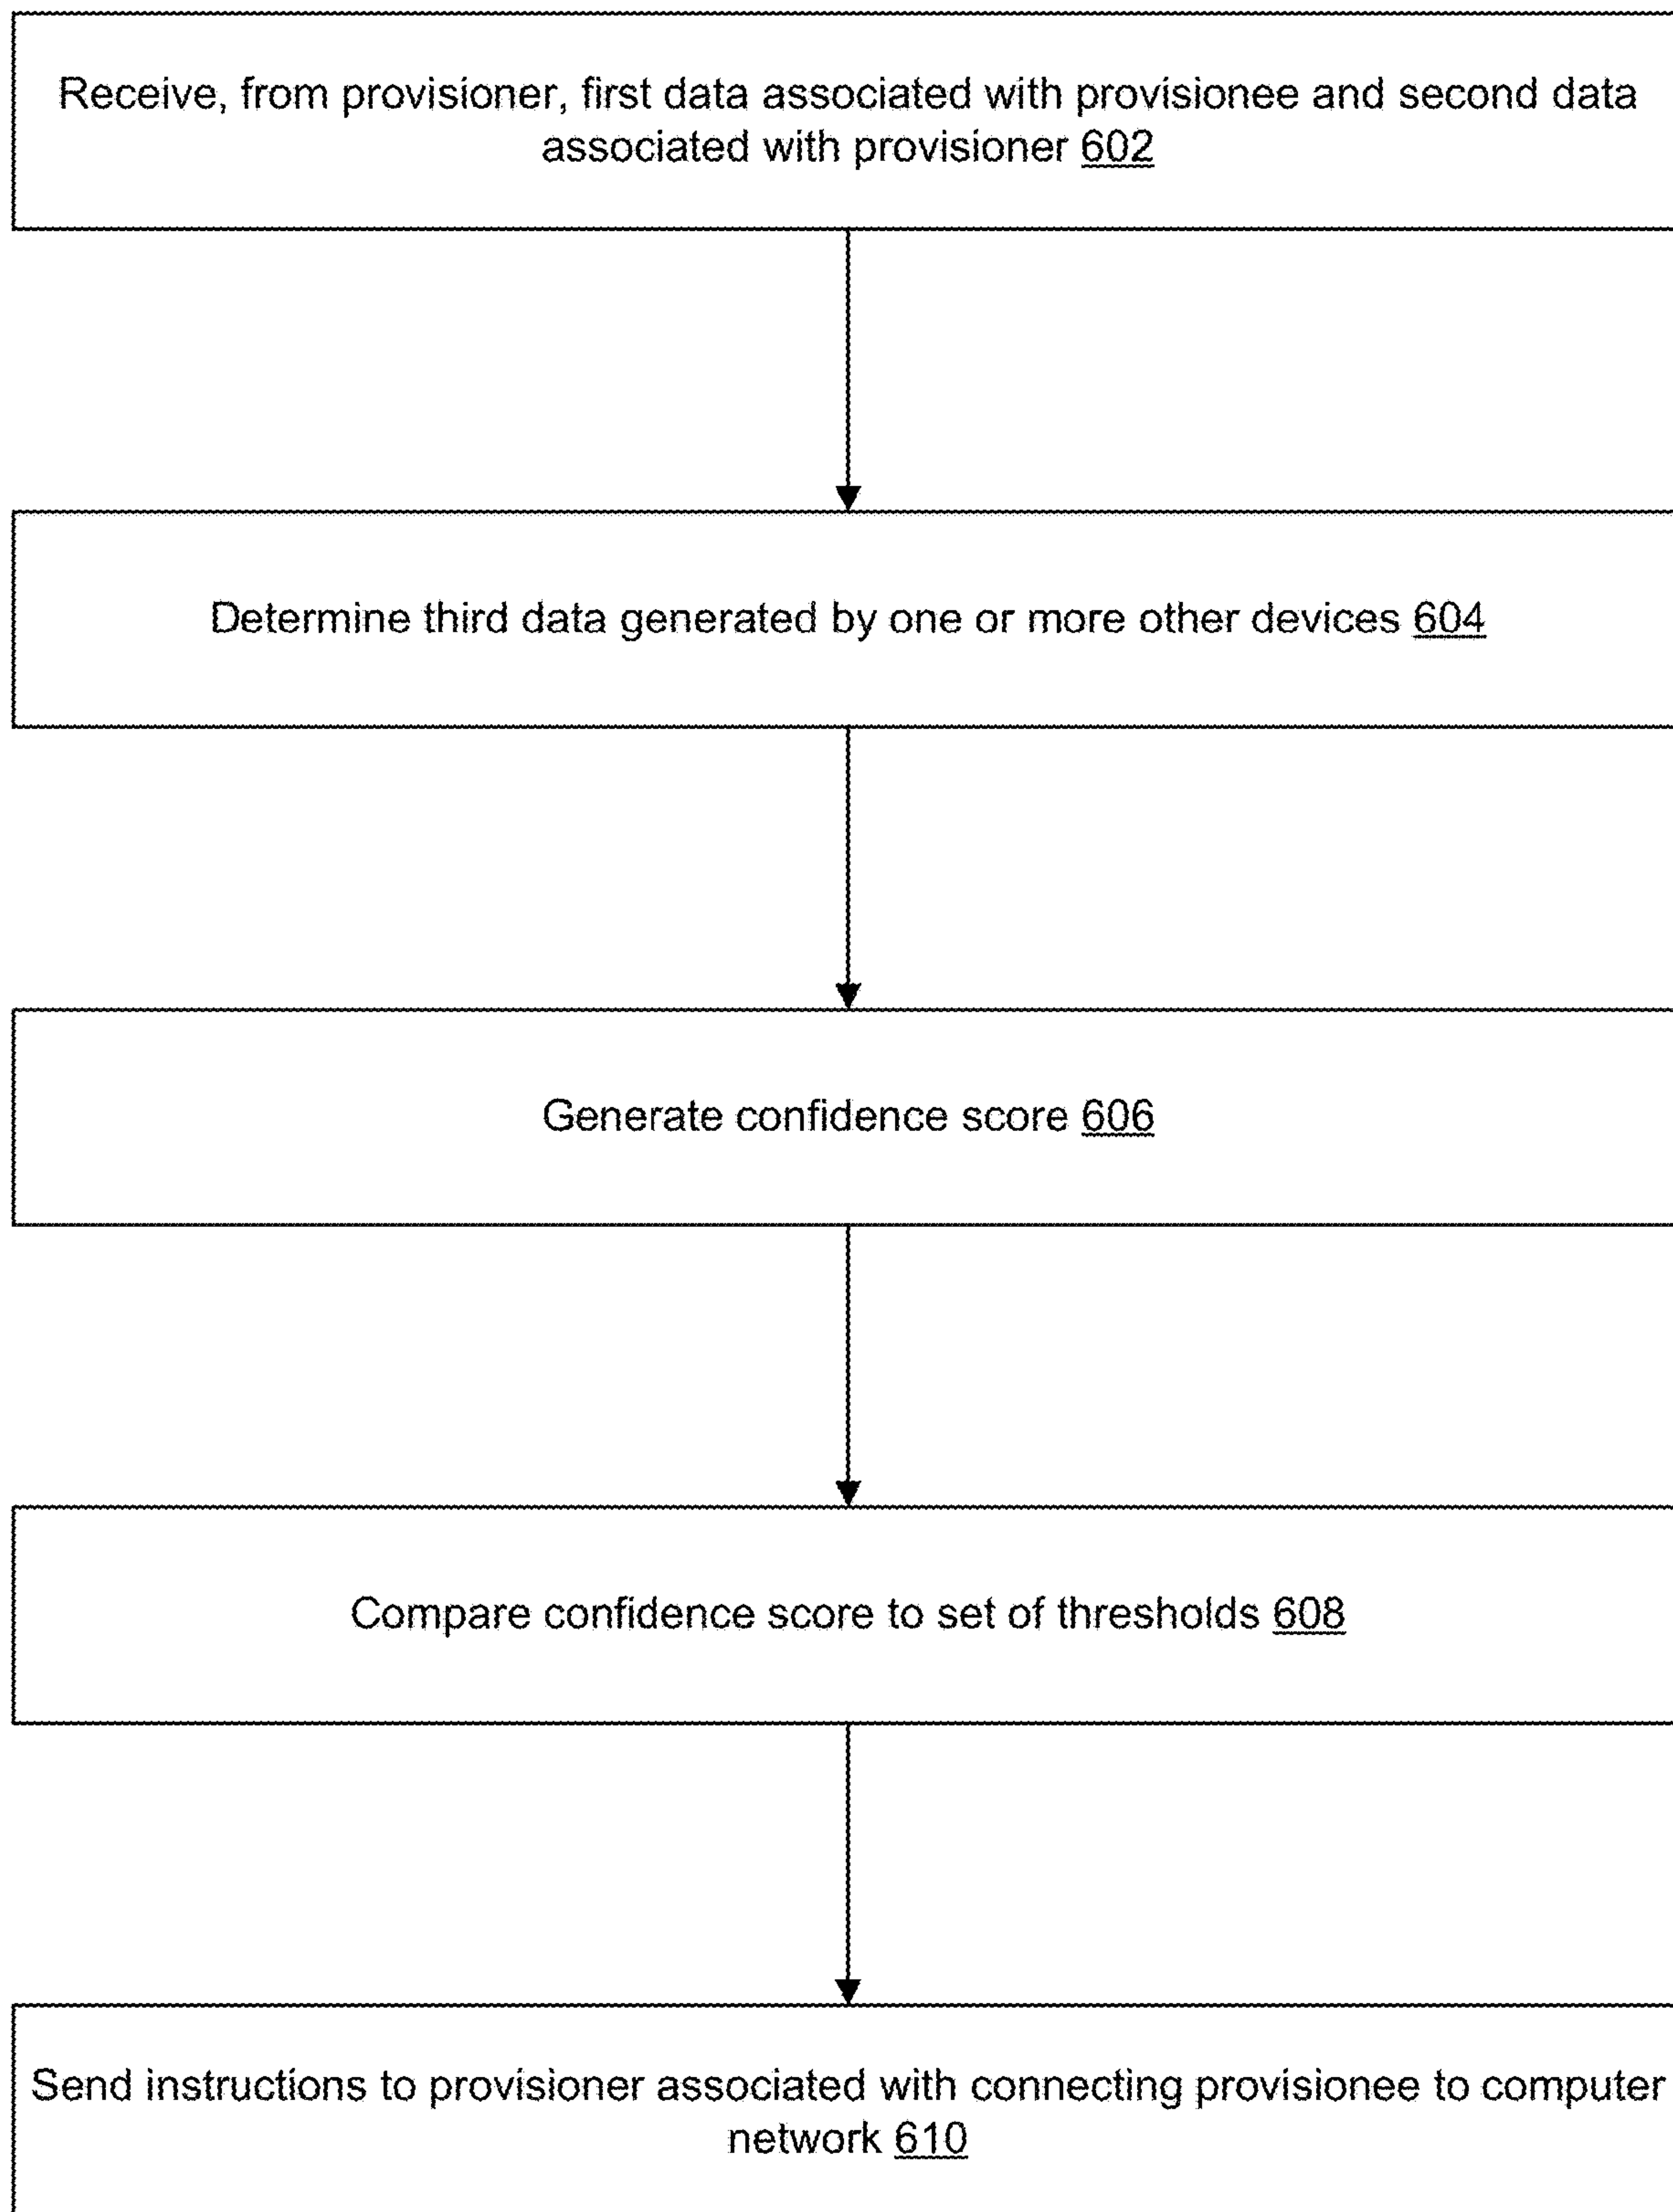 Receive, from provisioner, first data associated with provisionee and second data
associated with provisioner 602
Determine third data generated by one or more other devices 604
Generate confidence score 606
Compare confidence score to set of thresholds 608
Send instructions to provisioner associated with connecting provisionee to computer
network 610